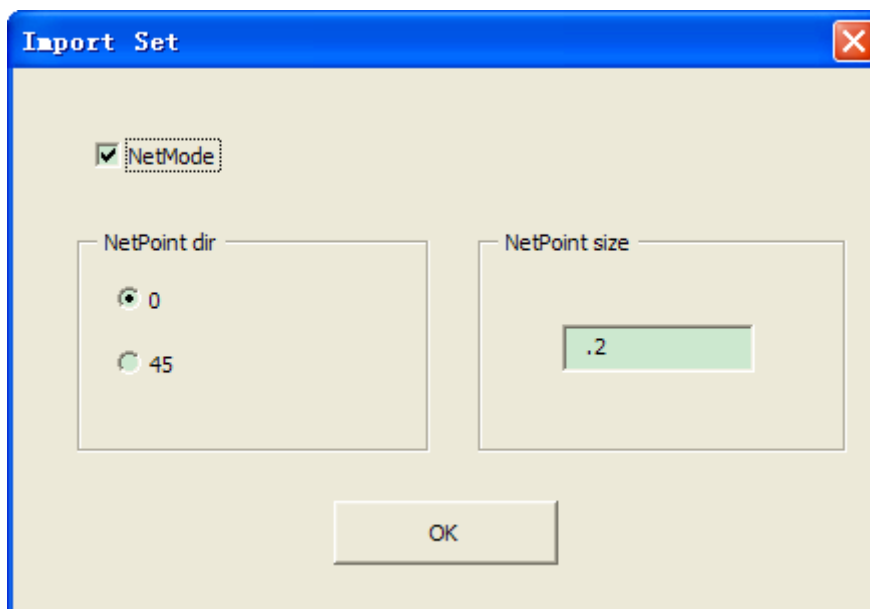 Import Set
NetMode
NetPoint dir
0
45
NetPoint size
.2
OK